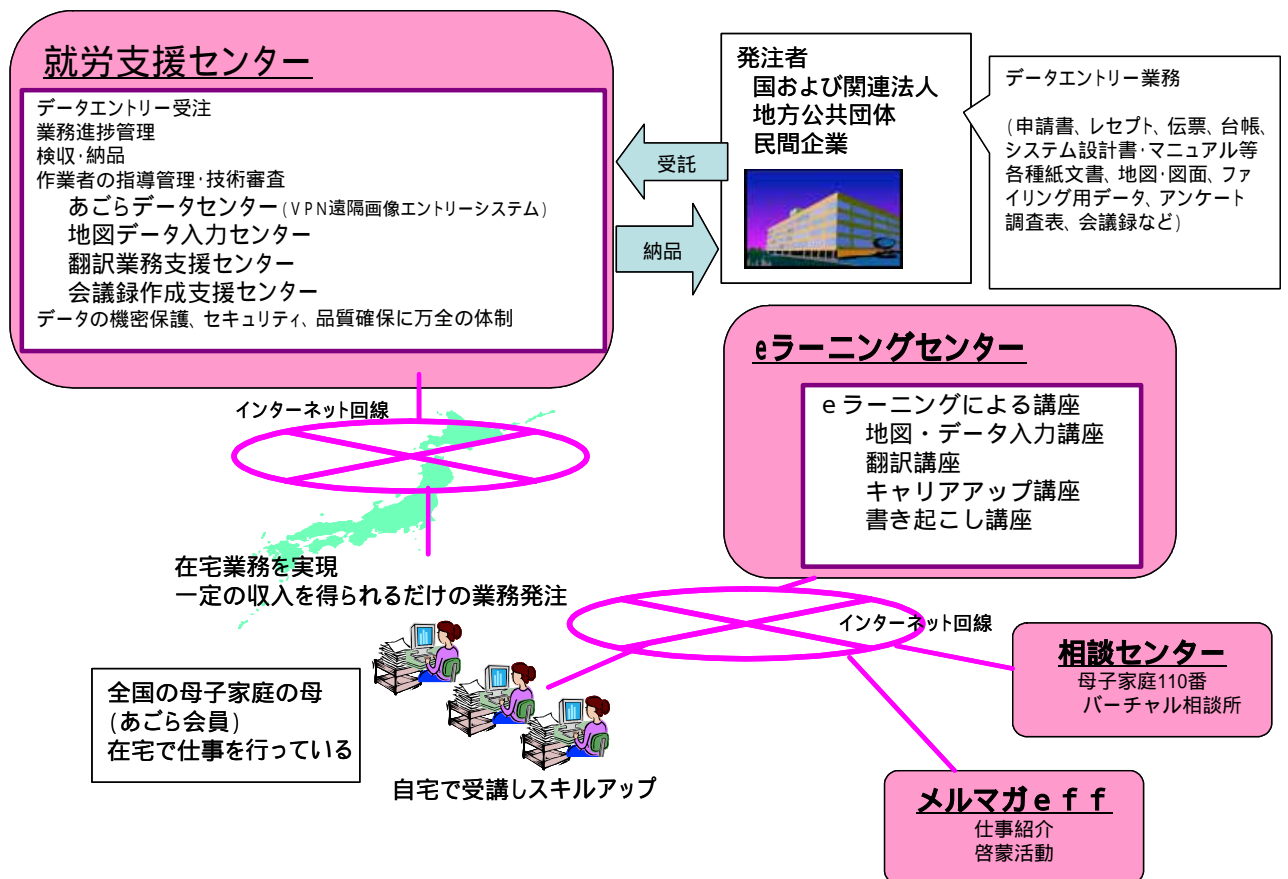 就労支援センター
データエントリー受注
業務進捗管理
検収・納品
作業者の指導管理・技術審査
あごらデータセンター(VPN遠隔画像エントリーシステム)
地図データ入力センター
翻訳業務支援センター
会議録作成支援センター
データの機密保護、セキュリティ、品質確保に万全の体制
受託
納品
発注者
国および関連法人
地方公共団体
民間企業
データエントリー業務
(申請書、レセプト、伝票、台帳、
システム設計書・マニュアル等
各種紙文書、地図・図面、ファ
イリング用データ、アンケート
調査表、会議録など)
eラーニングセンター
eラーニングによる講座
地図・データ入力講座
翻訳講座
キャリアアップ講座
書き起こし講座
インターネット回線
在宅業務を実現
一定の収入を得られるだけの業務発注
インターネット回線
全国の母子家庭の母
(あごら会員)
在宅で仕事を行っている
自宅で受講しスキルアップ
相談センター
母子家庭110番
バーチャル相談所
メルマガeff
仕事紹介
啓蒙活動